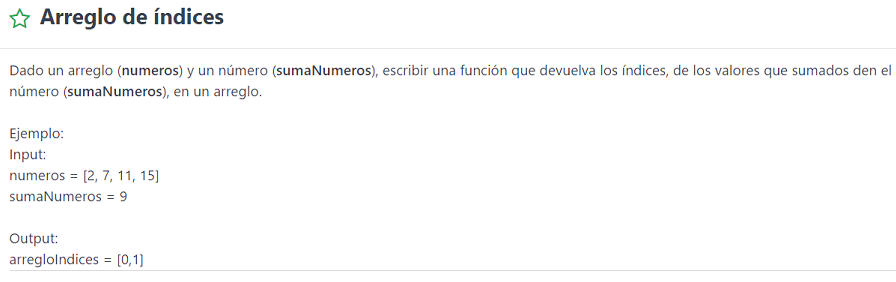 Arreglo de índices
Dado un arreglo (numeros) y un número (sumaNumeros), escribir una función que devuelva los índices, de los valores que sumados den el
número (sumaNumeros), en un arreglo.
Ejemplo:
Input:
numeros = [2, 7, 11, 15]
sumaNumeros = 9
Output:
arregloIndices = [0,1]